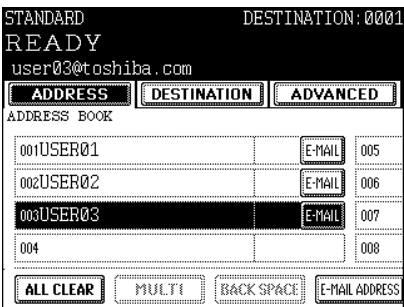 STANDARD DESTINATION:0001
READY
user03@toshiba.com
ADDRESS DESTINATION ADVANCED
ADDRESS BOOK
001USER01 E-MAIL 005
002USER02 E-MAIL 006
003USER03 E-MAIL 007
004 008
ALL CLEAR MULTI BACK SPACE E-MAIL ADDRESS